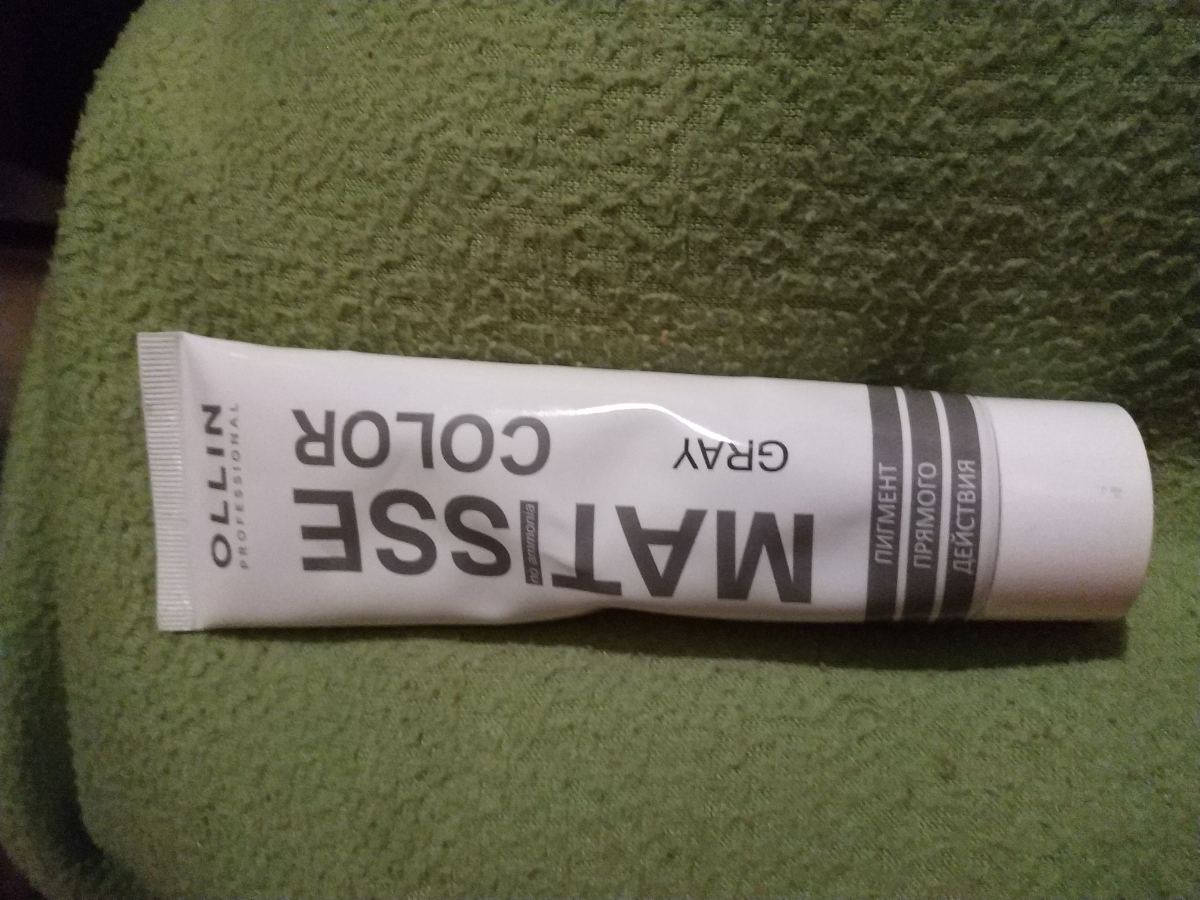 OLLIN
PROFESSIONAL
MATISSE
no ammonia
COLOR
GRAY
ПИГМЕНТ
ПРЯМОГО
ДЕЙСТВИЯ